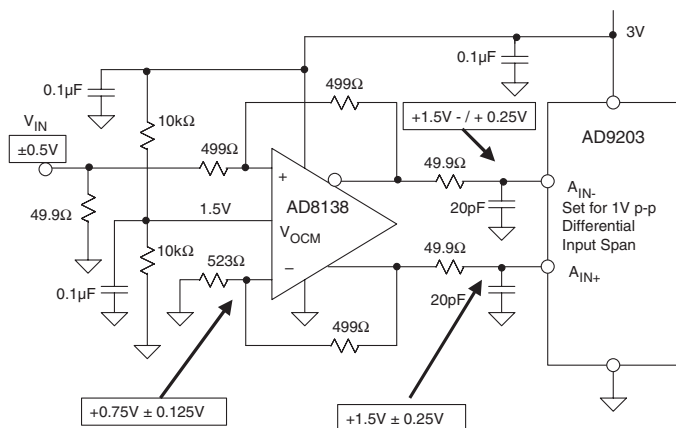 3V
0.1μF
0.1μF
499Ω
+1.5V - / + 0.25V
V_IN
±0.5V
10kΩ
499Ω
AD9203
49.9Ω
+
AD8138
49.9Ω
1.5V
V_OCM
20pF
A_IN-
Set for 1V p-p
Differential
Input Span
10kΩ
523Ω
−
49.9Ω
A_IN+
0.1μF
20pF
499Ω
+0.75V ± 0.125V
+1.5V ± 0.25V